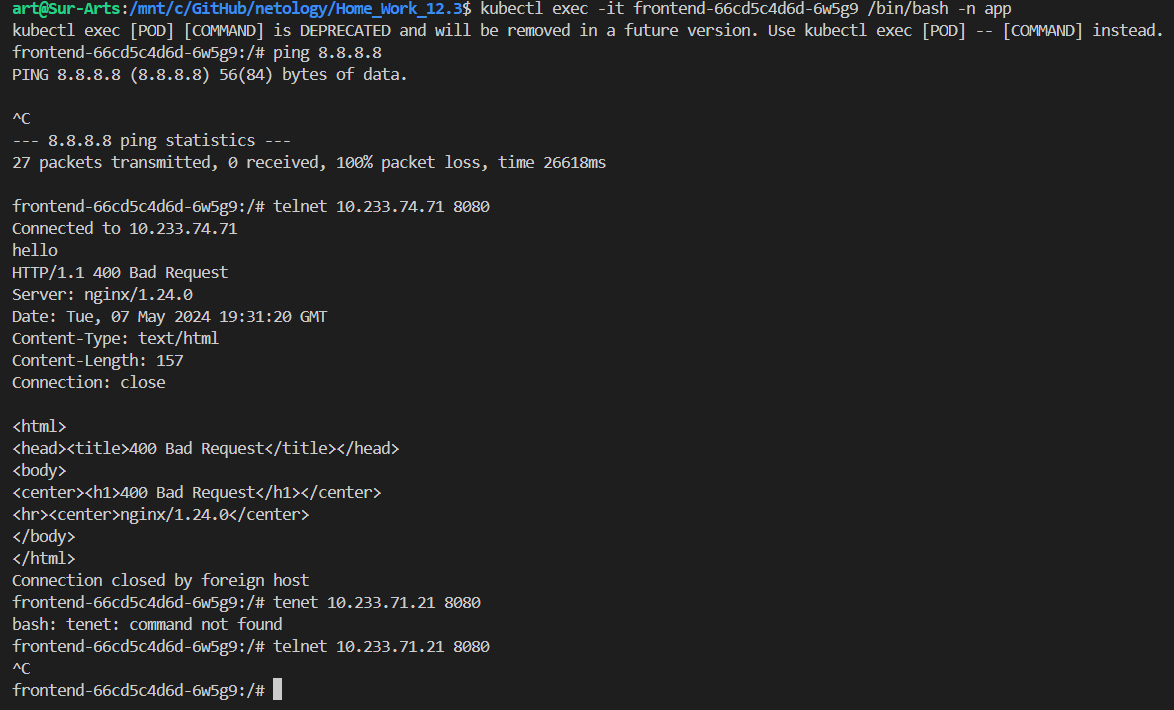 art@Sur-Arts:/mnt/c/GitHub/netology/Home_Work_12.3$ kubectl exec -it frontend-66cd5c4d6d-6w5g9 /bin/bash -n app
kubectl exec [POD] [COMMAND] is DEPRECATED and will be removed in a future version. Use kubectl exec [POD] -- [COMMAND] instead.
frontend-66cd5c4d6d-6w5g9:/# ping 8.8.8.8
PING 8.8.8.8 (8.8.8.8) 56(84) bytes of data.
^C
--- 8.8.8.8 ping statistics ---
27 packets transmitted, 0 received, 100% packet loss, time 26618ms
frontend-66cd5c4d6d-6w5g9:/# telnet 10.233.74.71 8080
Connected to 10.233.74.71
hello
HTTP/1.1 400 Bad Request
Server: nginx/1.24.0
Date: Tue, 07 May 2024 19:31:20 GMT
Content-Type: text/html
Content-Length: 157
Connection: close
<html>
<head><title>400 Bad Request</title></head>
<body>
<center><h1>400 Bad Request</h1></center>
<hr><center>nginx/1.24.0</center>
</body>
</html>
Connection closed by foreign host
frontend-66cd5c4d6d-6w5g9:/# tenet 10.233.71.21 8080
bash: tenet: command not found
frontend-66cd5c4d6d-6w5g9:/# telnet 10.233.71.21 8080
^C
frontend-66cd5c4d6d-6w5g9:/#